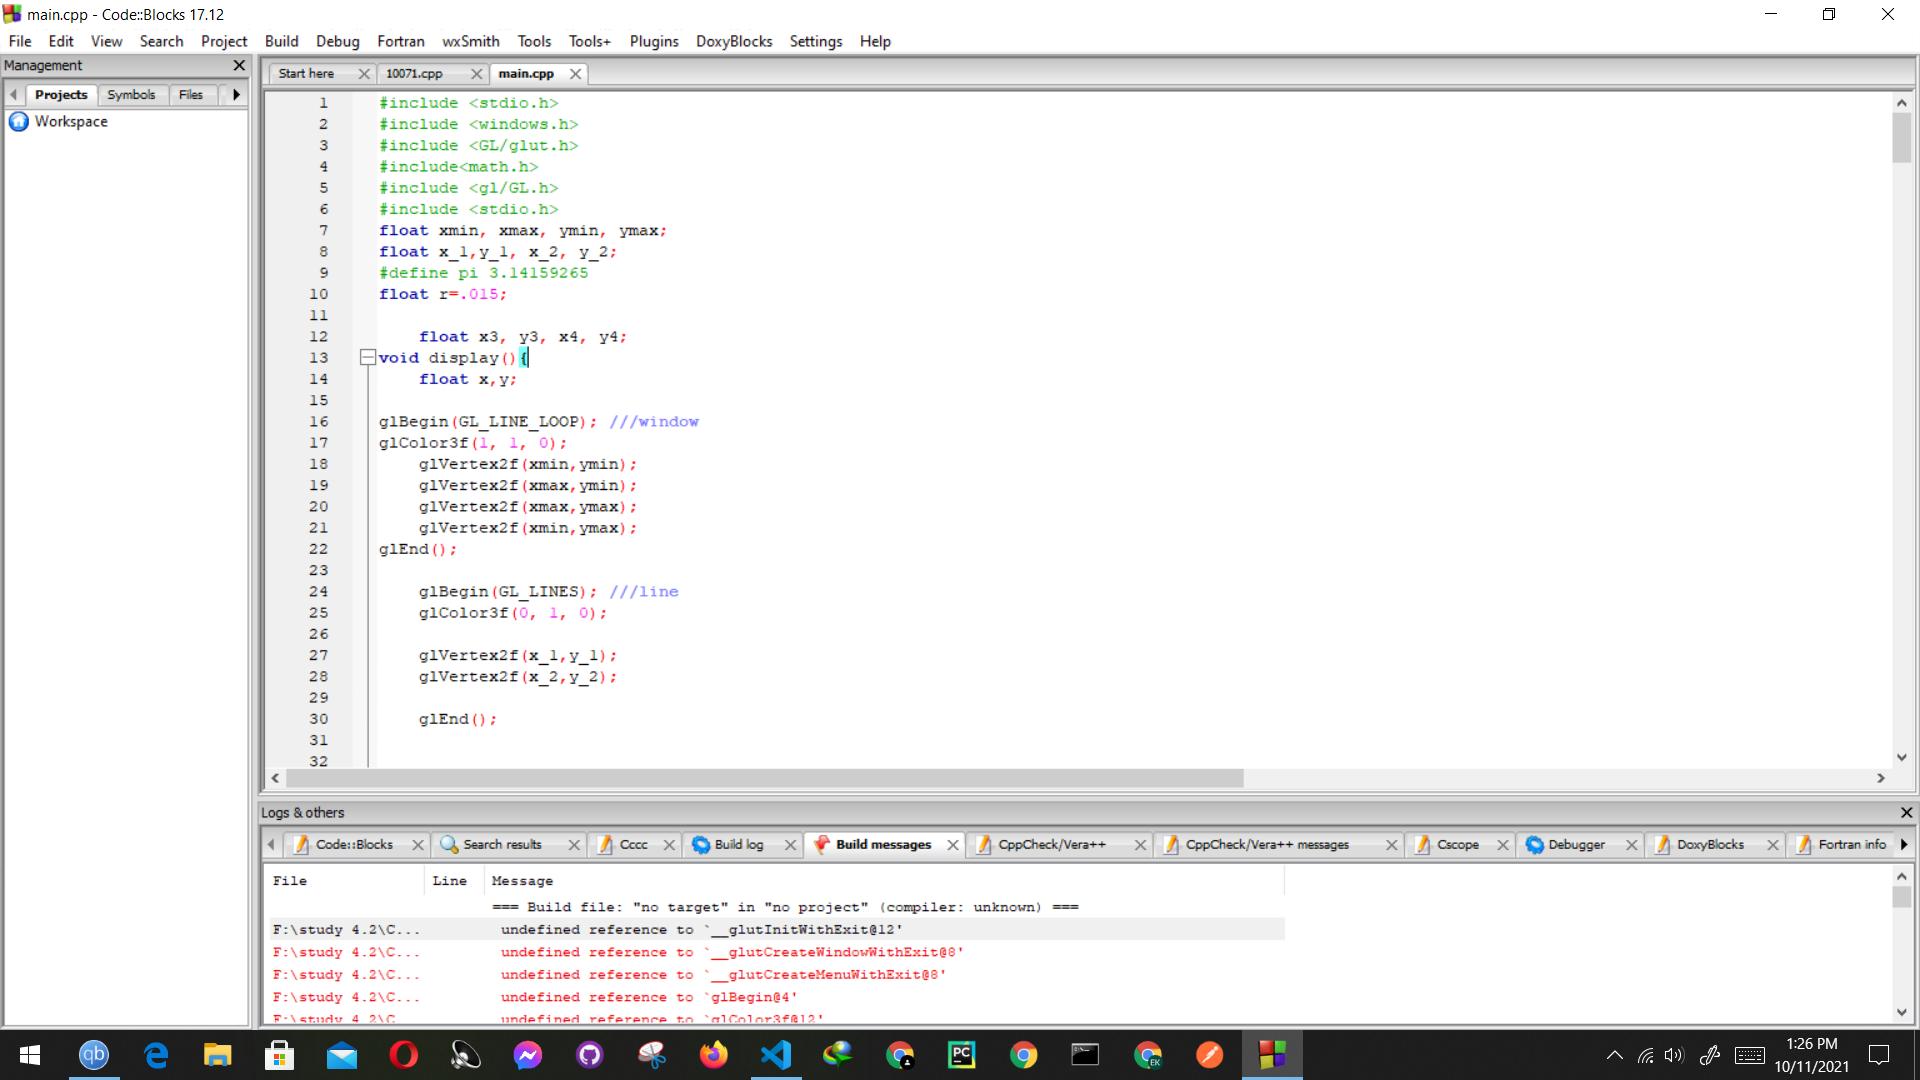 main.cpp - Code::Blocks 17.12
File Edit View Search Project Build Debug Fortran wxSmith Tools Tools+ Plugins DoxyBlocks Settings Help
Management
Projects Symbols Files
Workspace
Start here 10071.cpp main.cpp
1 #include <stdio.h>
2 #include <windows.h>
3 #include <GL/glut.h>
4 #include<math.h>
5 #include <gl/GL.h>
6 #include <stdio.h>
7 float xmin, xmax, ymin, ymax;
8 float x_1,y_1, x_2, y_2;
9 #define pi 3.14159265
10 float r=.015;
11
12 float x3, y3, x4, y4;
13 void display(){
14 float x,y;
15
16 glBegin(GL_LINE_LOOP); ///window
17 glColor3f(1, 1, 0);
18 glVertex2f(xmin,ymin);
19 glVertex2f(xmax,ymin);
20 glVertex2f(xmax,ymax);
21 glVertex2f(xmin,ymax);
22 glEnd();
23
24 glBegin(GL_LINES); ///line
25 glColor3f(0, 1, 0);
26
27 glVertex2f(x_1,y_1);
28 glVertex2f(x_2,y_2);
29
30 glEnd();
31
32
Logs & others
Code::Blocks Search results Cccc Build log Build messages CppCheck/Vera++ CppCheck/Vera++ messages Cscope Debugger DoxyBlocks Fortran info
File Line Message
=== Build file: "no target" in "no project" (compiler: unknown) ===
F:\study 4.2\C... undefined reference to `__glutInitWithExit@12'
F:\study 4.2\C... undefined reference to `__glutCreateWindowWithExit@8'
F:\study 4.2\C... undefined reference to `__glutCreateMenuWithExit@8'
F:\study 4.2\C... undefined reference to `glBegin@4'
F:\study 4.2\C undefined reference to `glColor3f@12'
qb
PC
EK
1:26 PM
10/11/2021